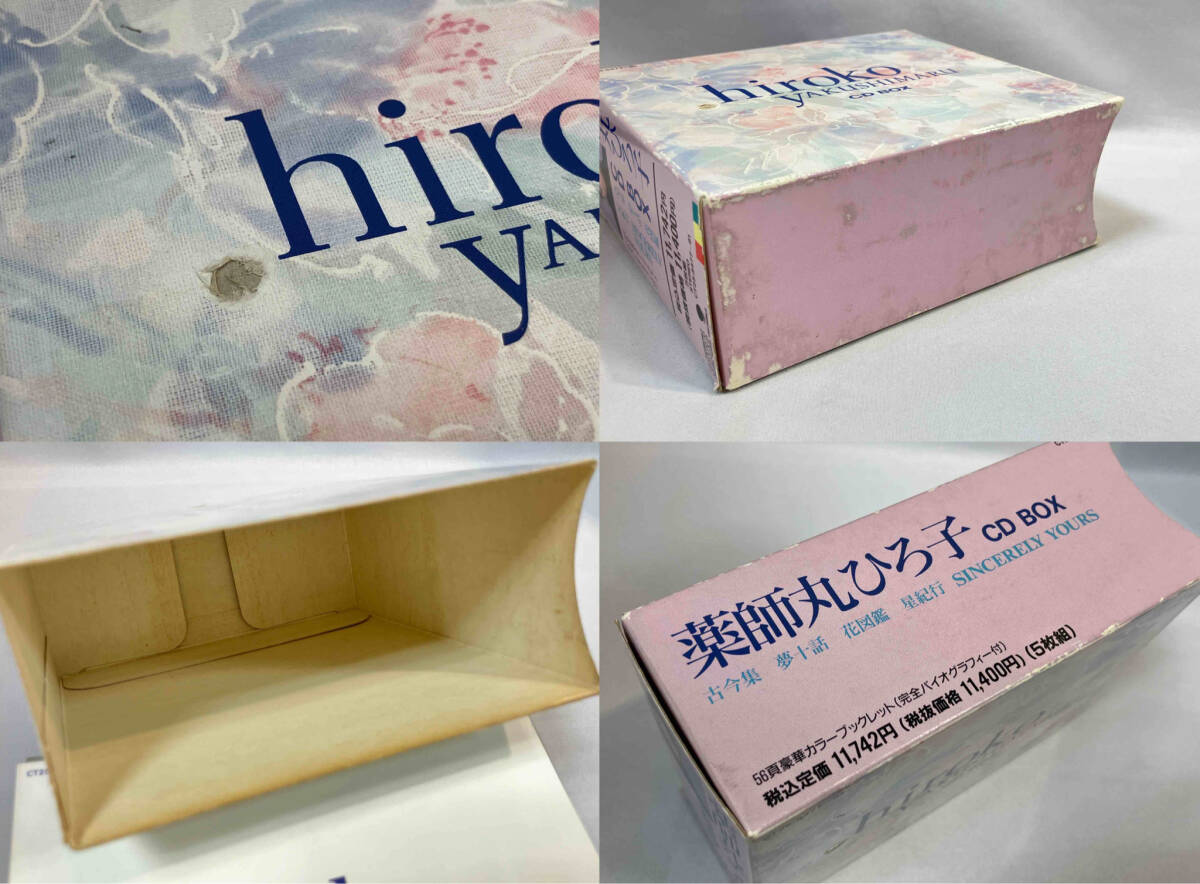 hiro
YA
hiroko
YAKUSHIMARU
CD BOX
ひろ子
CD BOX
薬師丸ひろ子 CD BOX
古今集 夢十話 花図鑑 星紀行 SINCERELY YOURS
56頁豪華カラーブックレット(完全バイオグラフィー付)
税込定価 11,742円 (税抜価格 11,400円) (5枚組)
hiroko